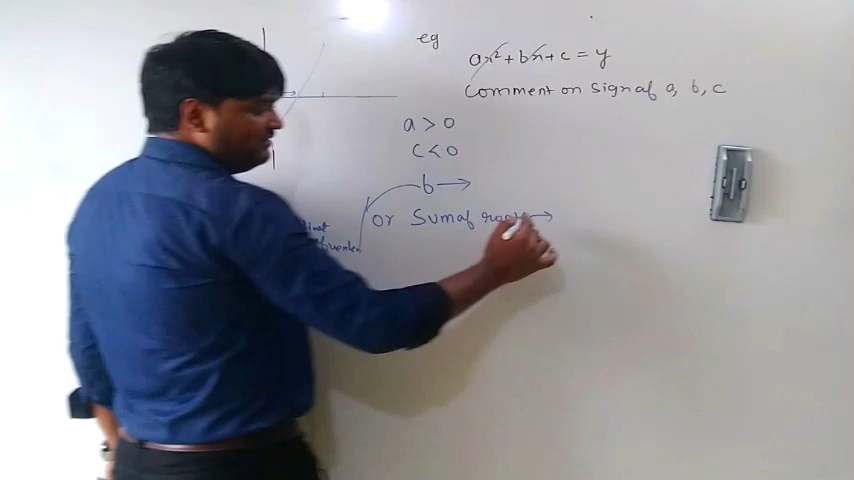 eg
ax² + bx + c = y
Comment on sign of a, b, c
a > 0
c < 0
b →
or Sum of roots →